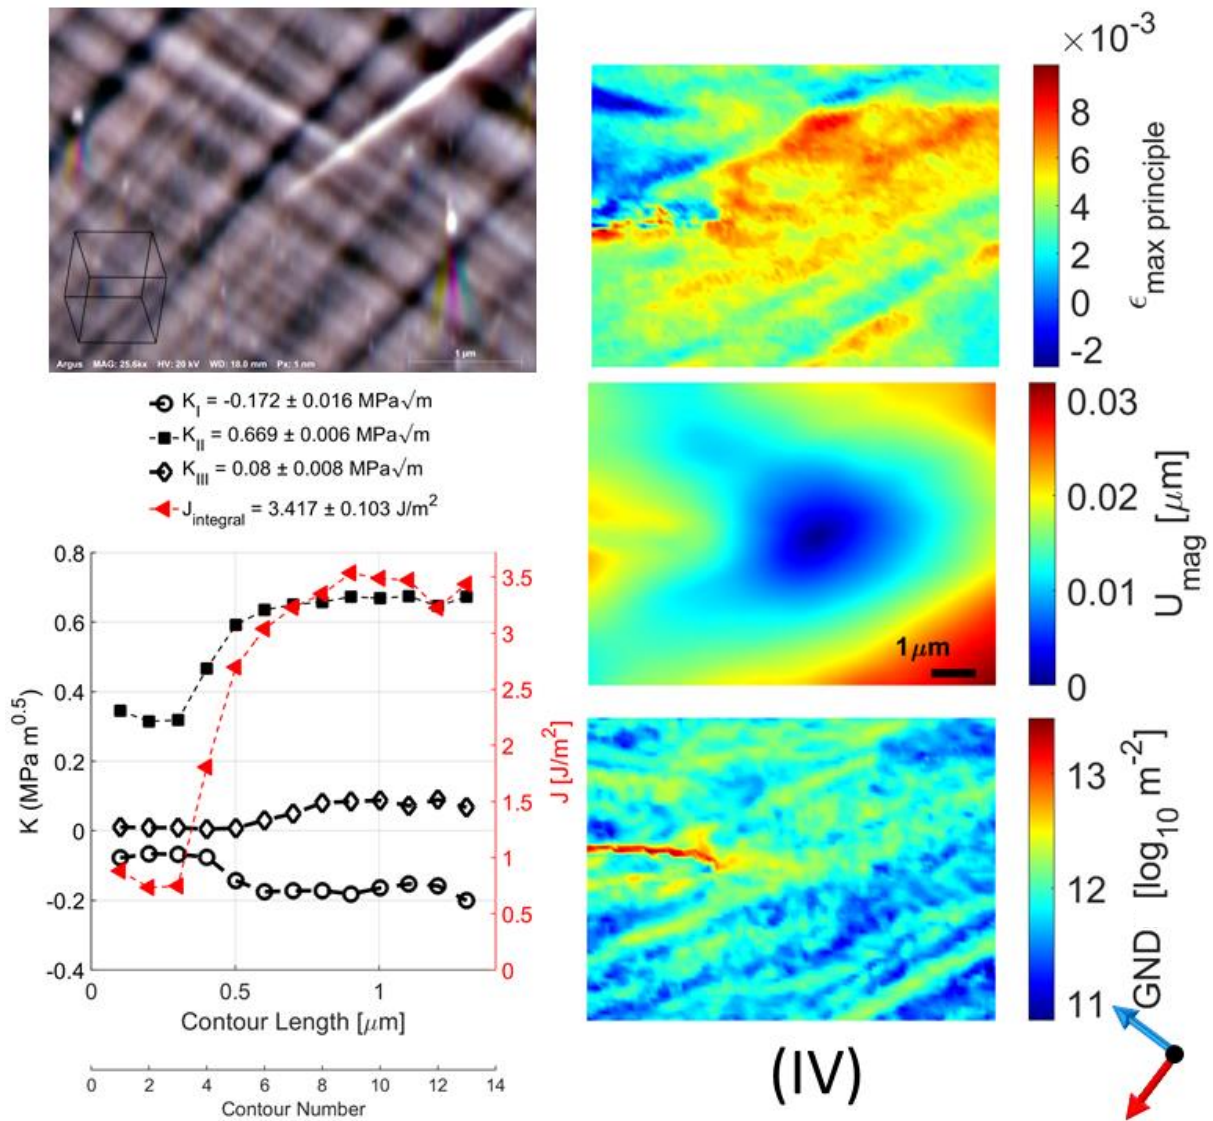 Argus MAG: 25.6kx HV: 20 kV WD: 18.0 mm Px: 1 nm
1 µm
K_I = -0.172 ± 0.016 MPa√m
K_II = 0.669 ± 0.006 MPa√m
K_III = 0.08 ± 0.008 MPa√m
J_integral = 3.417 ± 0.103 J/m²
K (MPa m^0.5)
0.8
0.6
0.4
0.2
0
-0.2
-0.4
J [J/m²]
3.5
3
2.5
2
1.5
1
0.5
0
0 0.5 1
Contour Length [µm]
0 2 4 6 8 10 12 14
Contour Number
×10⁻³
8
6
4
2
0
-2
ϵ_max principle
0.03
0.02
0.01
0
U_mag [µm]
1µm
13
12
11
GND [log₁₀ m⁻²]
(IV)